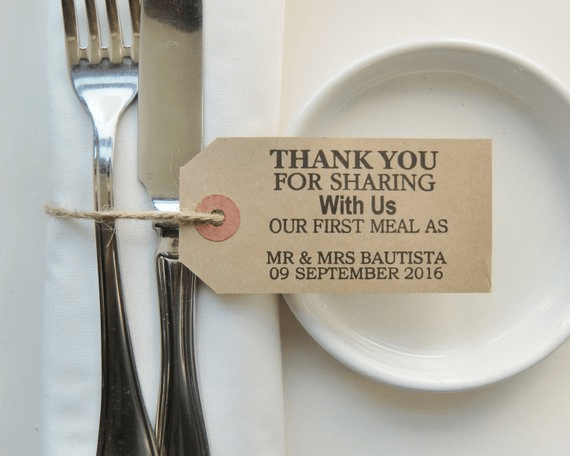 THANK YOU
FOR SHARING
With Us
OUR FIRST MEAL AS
MR & MRS BAUTISTA
09 SEPTEMBER 2016